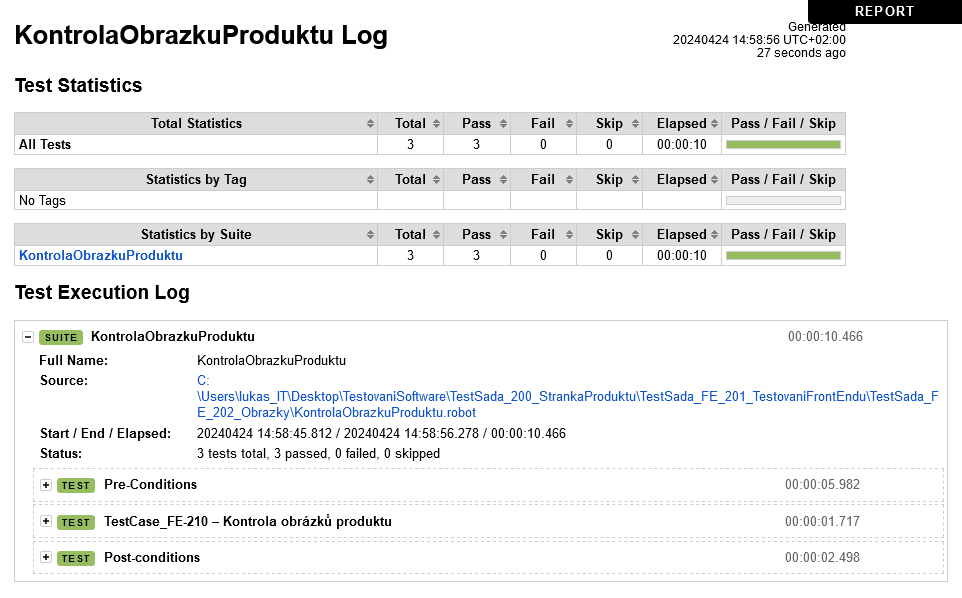 REPORT
KontrolaObrazkuProduktu Log
Generated
20240424 14:58:56 UTC+02:00
27 seconds ago
Test Statistics
Total Statistics Total Pass Fail Skip Elapsed Pass / Fail / Skip
All Tests 3 3 0 0 00:00:10
Statistics by Tag Total Pass Fail Skip Elapsed Pass / Fail / Skip
No Tags
Statistics by Suite Total Pass Fail Skip Elapsed Pass / Fail / Skip
KontrolaObrazkuProduktu 3 3 0 0 00:00:10
Test Execution Log
SUITE KontrolaObrazkuProduktu 00:00:10.466
Full Name: KontrolaObrazkuProduktu
Source: C:
\Users\lukas_IT\Desktop\TestovaniSoftware\TestSada_200_StrankaProduktu\TestSada_FE_201_TestovaniFrontEndu\TestSada_F
E_202_Obrazky\KontrolaObrazkuProduktu.robot
Start / End / Elapsed: 20240424 14:58:45.812 / 20240424 14:58:56.278 / 00:00:10.466
Status: 3 tests total, 3 passed, 0 failed, 0 skipped
TEST Pre-Conditions 00:00:05.982
TEST TestCase_FE-210 – Kontrola obrázků produktu 00:00:01.717
TEST Post-conditions 00:00:02.498